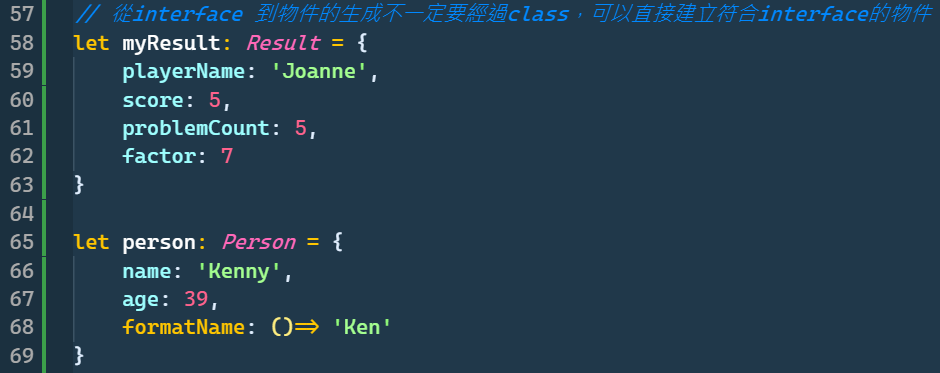 57 // 從interface 到物件的生成不一定要經過class，可以直接建立符合interface的物件
58 let myResult: Result = {
59     playerName: 'Joanne',
60     score: 5,
61     problemCount: 5,
62     factor: 7
63 }
64
65 let person: Person = {
66     name: 'Kenny',
67     age: 39,
68     formatName: ()=> 'Ken'
69 }